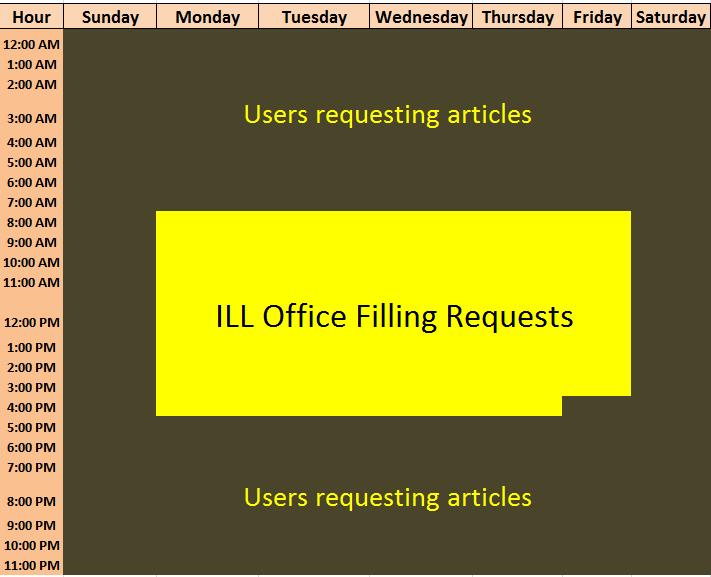 Hour Sunday Monday Tuesday Wednesday Thursday Friday Saturday
12:00 AM
1:00 AM
2:00 AM
Users requesting articles
3:00 AM
4:00 AM
5:00 AM
6:00 AM
7:00 AM
8:00 AM
9:00 AM
10:00 AM
11:00 AM
ILL Office Filling Requests
12:00 PM
1:00 PM
2:00 PM
3:00 PM
4:00 PM
5:00 PM
6:00 PM
7:00 PM
Users requesting articles
8:00 PM
9:00 PM
10:00 PM
11:00 PM